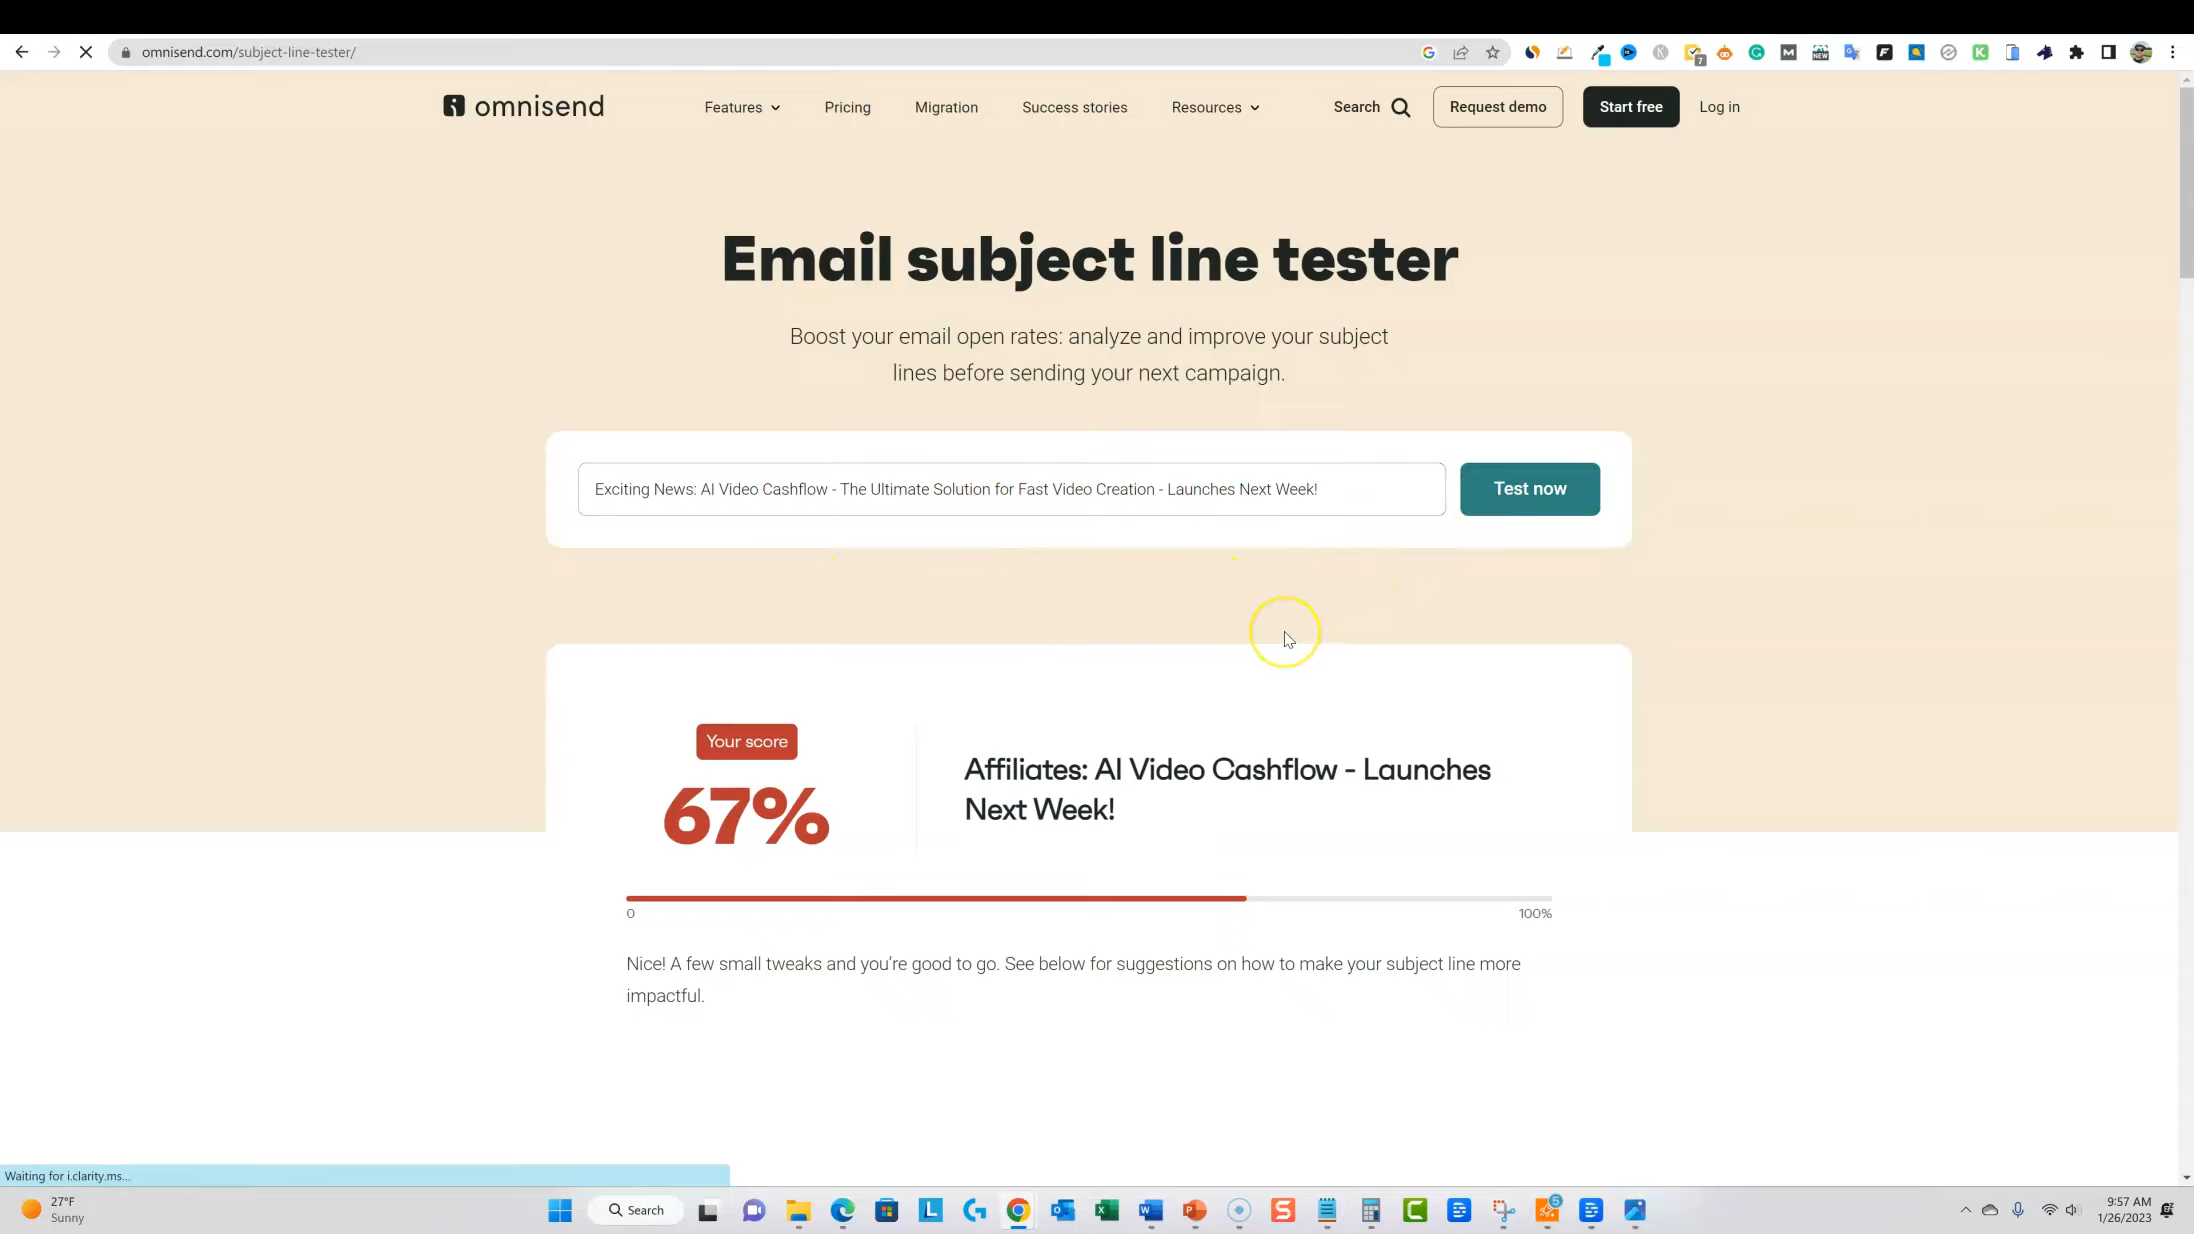 omnisend.com/subject-line-tester/
7
NEW
omnisend
Features
Pricing
Migration
Success stories
Resources
Search
Request demo
Start free
Log in
Email subject line tester
Boost your email open rates: analyze and improve your subject
lines before sending your next campaign.
Exciting News: AI Video Cashflow - The Ultimate Solution for Fast Video Creation - Launches Next Week!
Test now
Your score
67%
Affiliates: AI Video Cashflow - Launches
Next Week!
0
100%
Nice! A few small tweaks and you're good to go. See below for suggestions on how to make your subject line more
impactful.
Waiting for i.clarity.ms...
27°F
Sunny
Search
5
9:57 AM
1/26/2023